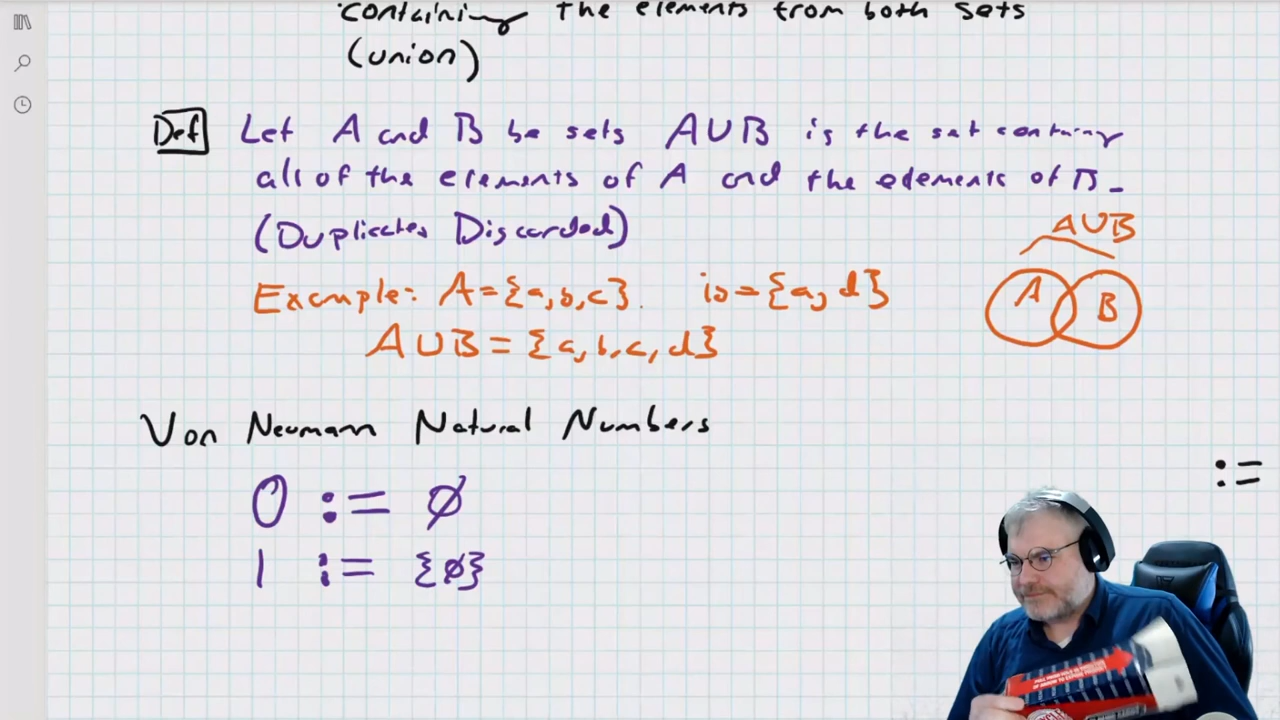 containing the elements from both sets
(union)
Def Let A and B be sets A∪B is the set containing
all of the elements of A and the edements of B.
(Duplicates Discarded)
A∪B
Example: A={a,b,c}. B={a,d}
A B
A∪B={a,b,c,d}
Von Neumann Natural Numbers
:=
0 := ∅
1 := {∅}